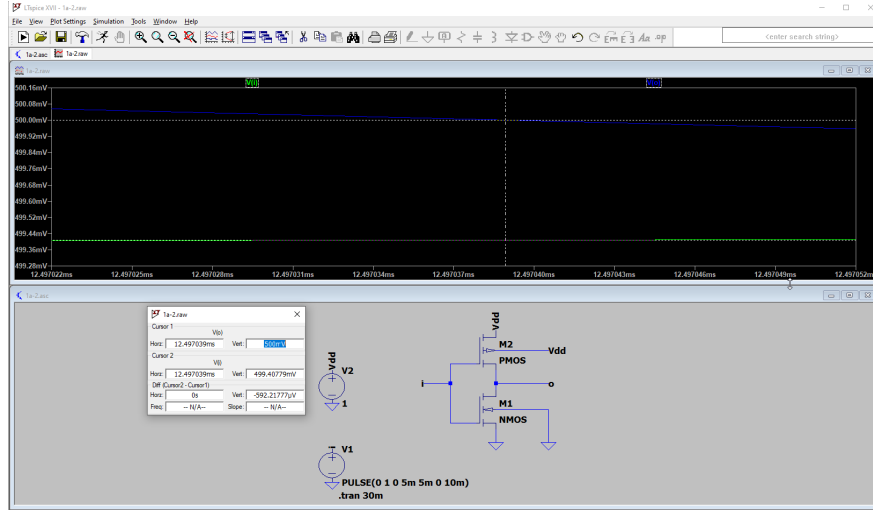 LTspice XVII - 1a-2.raw
File View Plot Settings Simulation Tools Window Help
<enter search string>
1a-2.asc 1a-2.raw
1a-2.raw
V(i)
500.16mV
500.08mV
500.00mV
499.92mV
499.84mV
499.76mV
499.68mV
499.60mV
499.52mV
499.44mV
499.36mV
499.28mV
12.497022ms 12.497025ms 12.497028ms 12.497031ms 12.497034ms 12.497037ms 12.497040ms 12.497043ms 12.497046ms 12.497049ms 12.497052m
1a-2.asc
1a-2.raw
Cursor 1
V(o)
Horz: 12.497039ms Vert: 500mV
Cursor 2
V(i)
Horz: 12.497039ms Vert: 499.40779mV
Diff (Cursor2 - Cursor1)
Horz: 0s Vert: -592.21777µV
Freq: -- N/A-- Slope: -- N/A--
Vdd
M2
Vdd
PMOS
Vdd
V2
i
o
1
M1
NMOS
i
V1
PULSE(0 1 0 5m 5m 0 10m)
.tran 30m